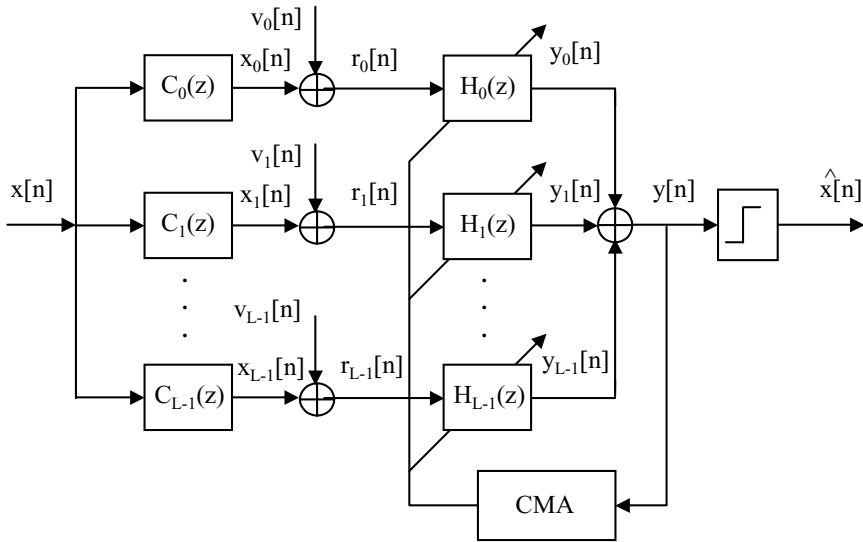 v₀[n]
x₀[n] r₀[n] y₀[n]
C₀(z) H₀(z)
v₁[n]
x[n] x₁[n] r₁[n] y₁[n] y[n] x̂[n]
C₁(z) H₁(z)
v_{L-1}[n]
x_{L-1}[n] r_{L-1}[n] y_{L-1}[n]
C_{L-1}(z) H_{L-1}(z)
CMA